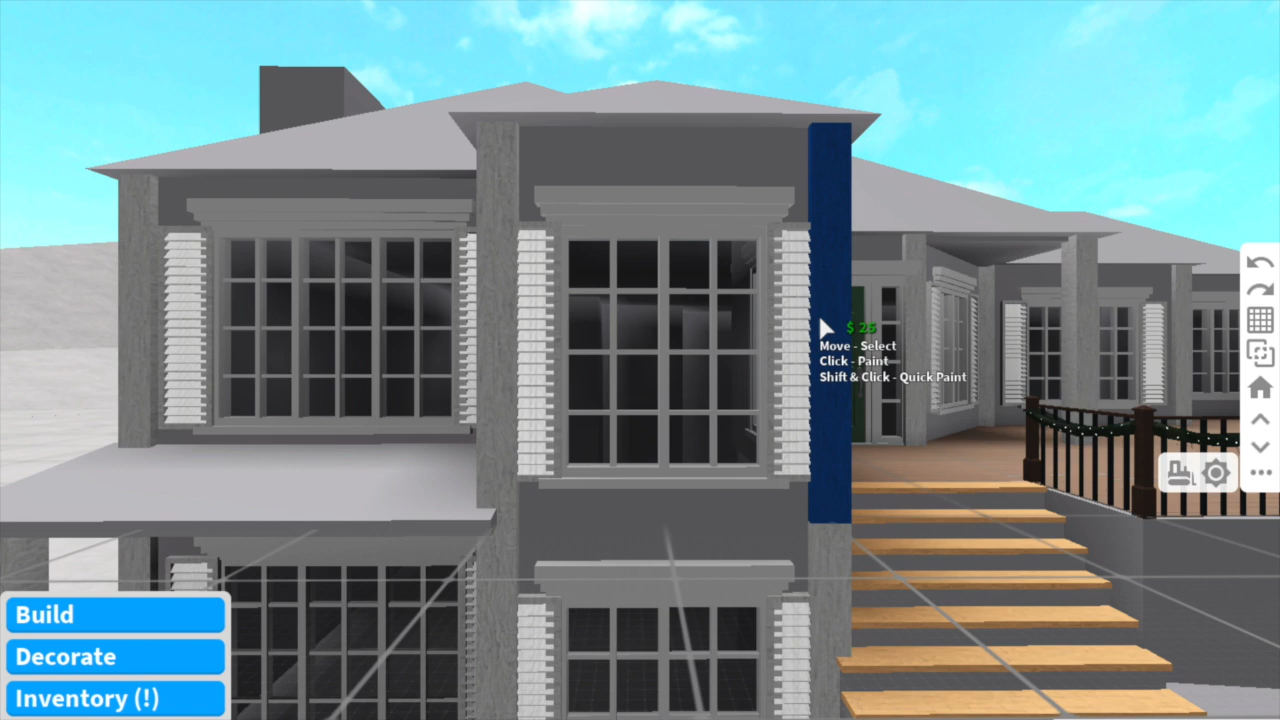 $ 25
Move - Select
Click - Paint
Shift & Click - Quick Paint
Build
Decorate
Inventory (!)